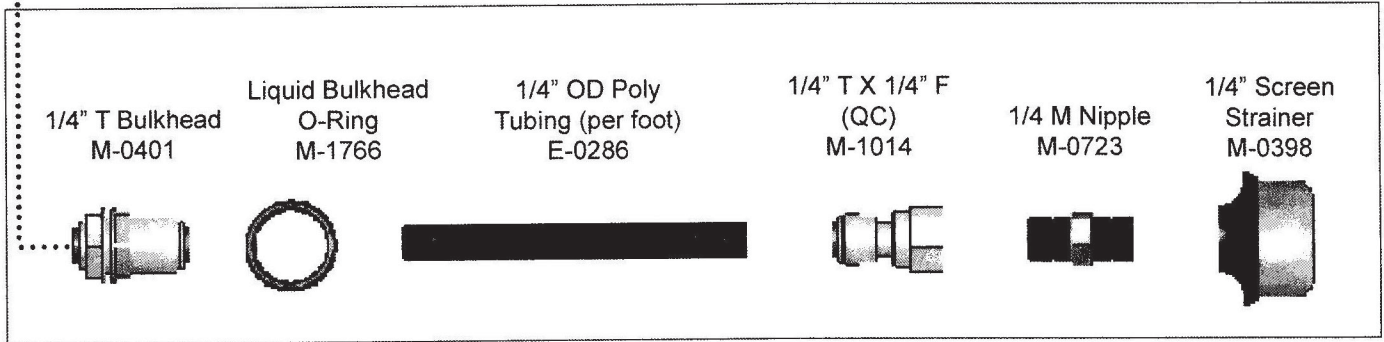 1/4” T Bulkhead
M-0401
Liquid Bulkhead
O-Ring
M-1766
1/4” OD Poly
Tubing (per foot)
E-0286
1/4” T X 1/4” F
(QC)
M-1014
1/4 M Nipple
M-0723
1/4” Screen
Strainer
M-0398